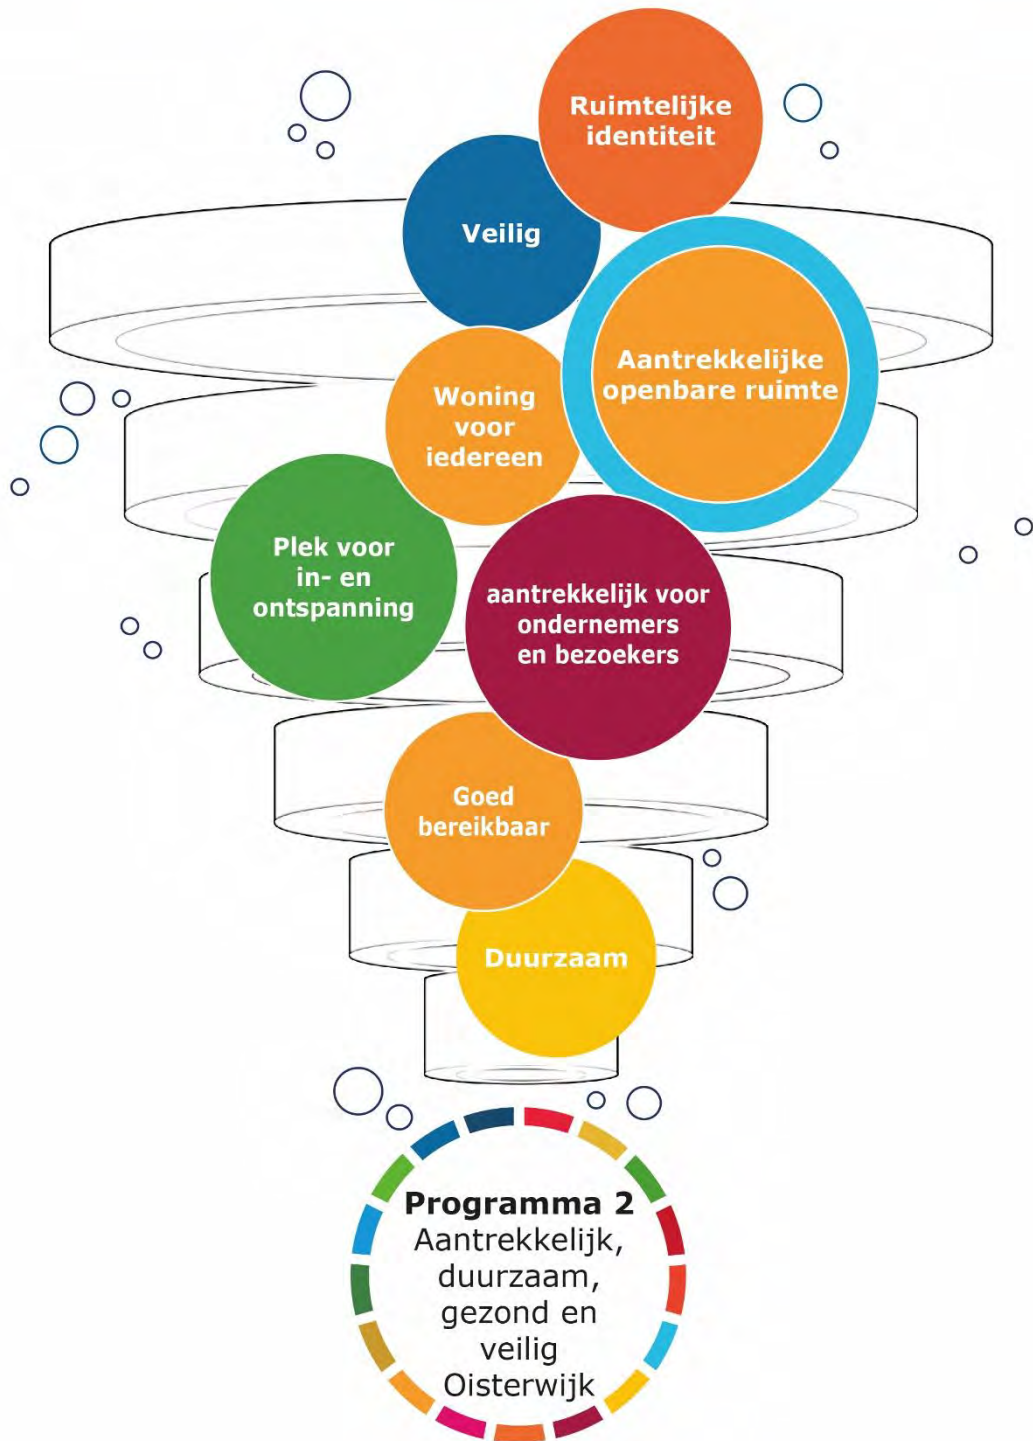 Ruimtelijke
identiteit
Veilig
Aantrekkelijke
openbare ruimte
Woning
voor
iedereen
Plek voor
in- en
ontspanning
aantrekkelijk voor
ondernemers
en bezoekers
Goed
bereikbaar
Duurzaam
Programma 2
Aantrekkelijk,
duurzaam,
gezond en
veilig
Oisterwijk